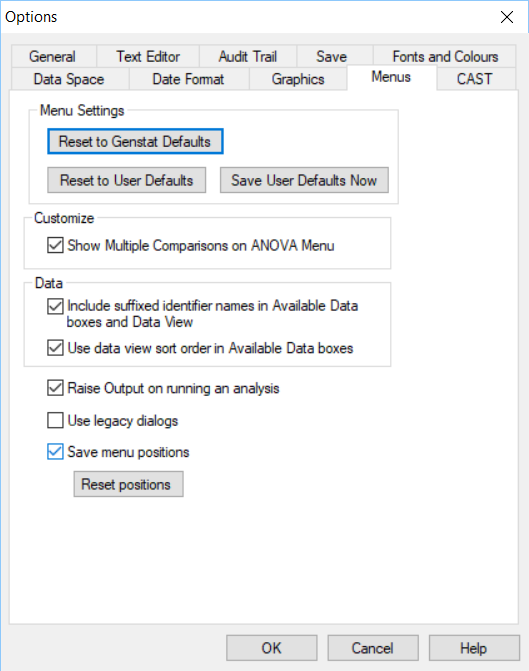 Options
General Text Editor Audit Trail Save Fonts and Colours
Data Space Date Format Graphics Menus CAST
Menu Settings
Reset to Genstat Defaults
Reset to User Defaults Save User Defaults Now
Customize
Show Multiple Comparisons on ANOVA Menu
Data
Include suffixed identifier names in Available Data
boxes and Data View
Use data view sort order in Available Data boxes
Raise Output on running an analysis
Use legacy dialogs
Save menu positions
Reset positions
OK Cancel Help